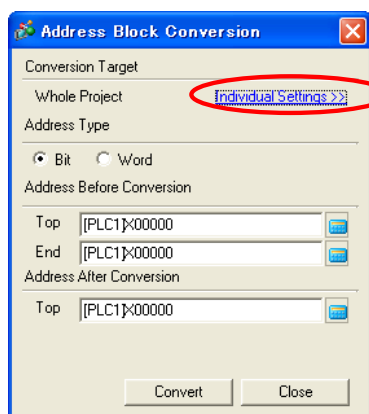 Address Block Conversion
Conversion Target
Whole Project Individual Settings >>
Address Type
Bit Word
Address Before Conversion
Top [PLC1]X00000
End [PLC1]X00000
Address After Conversion
Top [PLC1]X00000
Convert Close